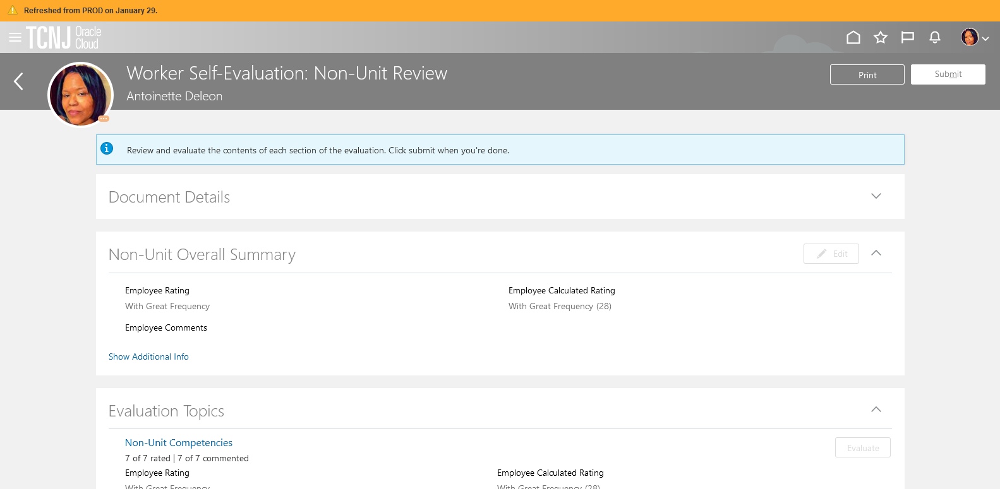 Refreshed from PROD on January 29.
TCNJ Oracle Cloud
Worker Self-Evaluation: Non-Unit Review
Print
Submit
Antoinette Deleon
Review and evaluate the contents of each section of the evaluation. Click submit when you're done.
Document Details
Non-Unit Overall Summary
Edit
Employee Rating
Employee Calculated Rating
With Great Frequency
With Great Frequency (28)
Employee Comments
Show Additional Info
Evaluation Topics
Non-Unit Competencies
Evaluate
7 of 7 rated | 7 of 7 commented
Employee Rating
Employee Calculated Rating
With Great Frequency
With Great Frequency (28)